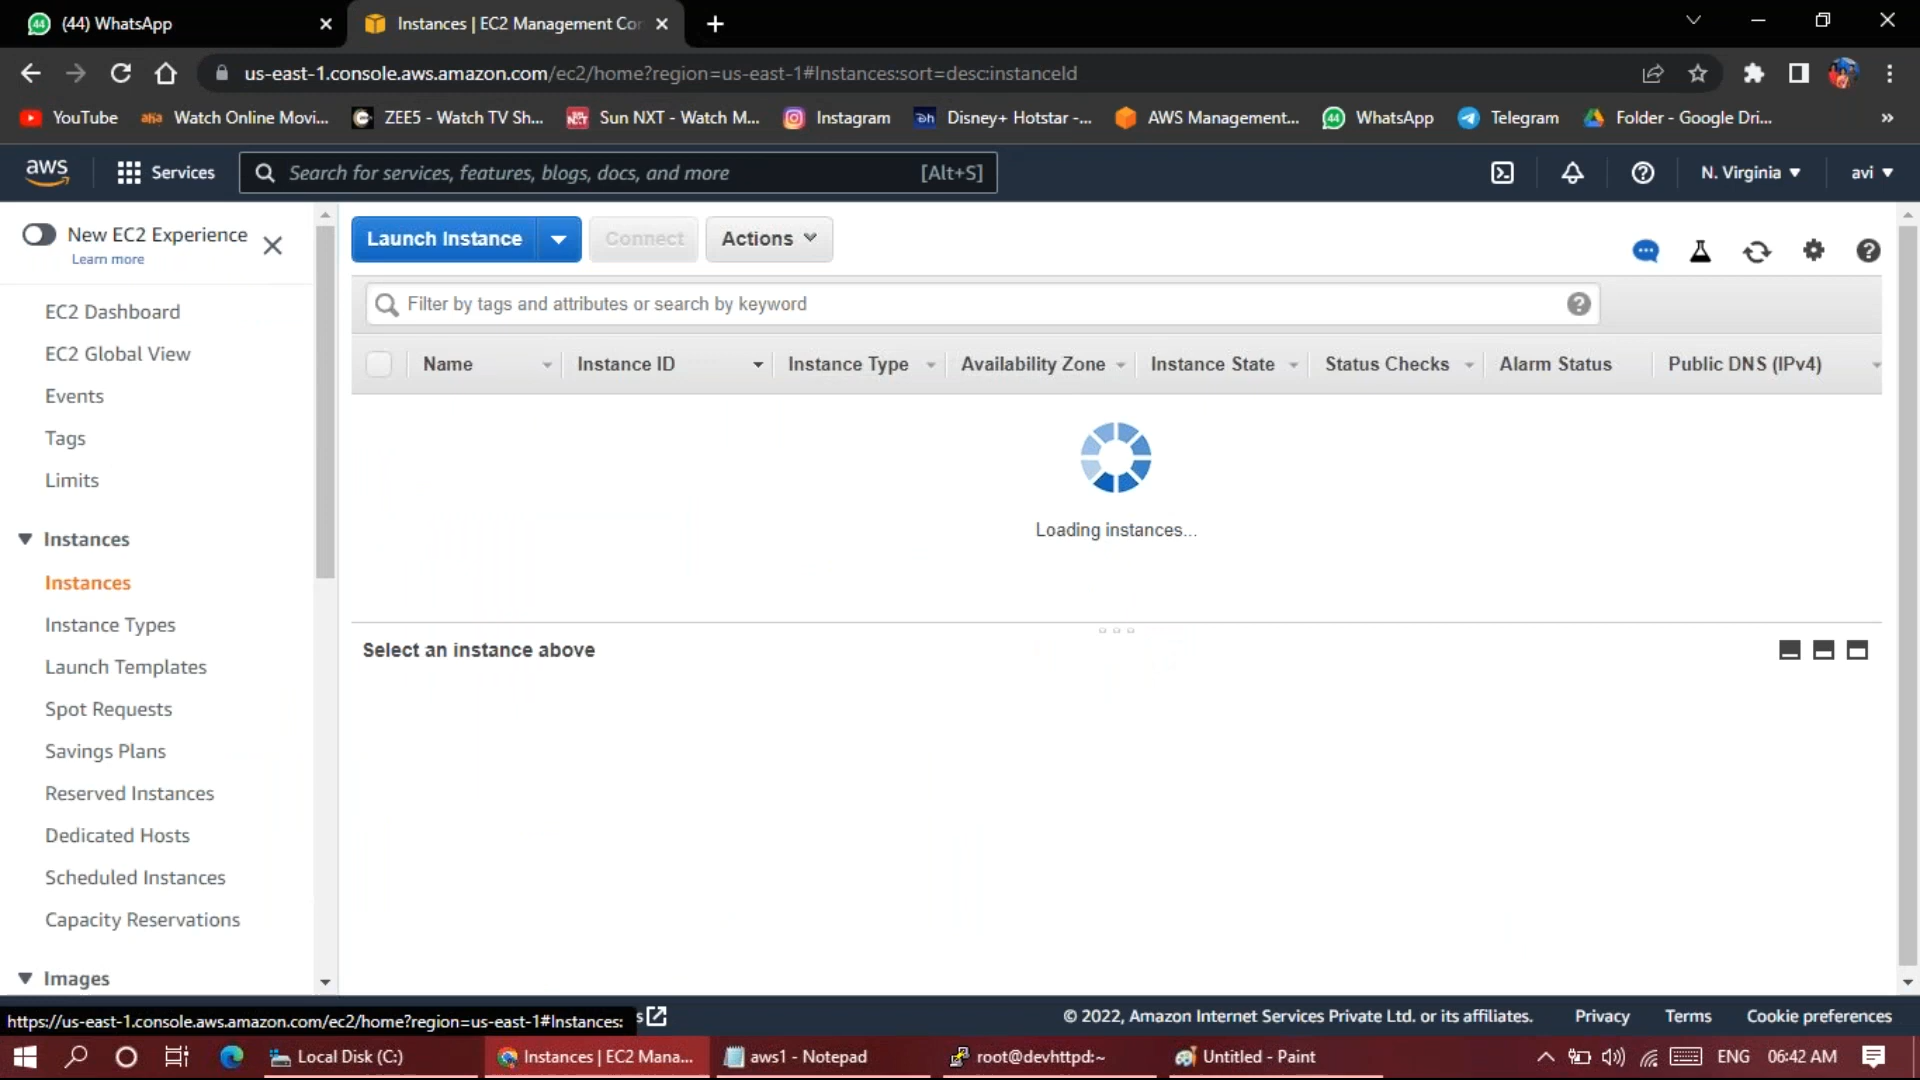 (44) WhatsApp
Instances | EC2 Management Con
us-east-1.console.aws.amazon.com/ec2/home?region=us-east-1#Instances:sort=desc:instanceId
YouTube
Watch Online Movi...
ZEE5 - Watch TV Sh...
Sun NXT - Watch M...
Instagram
Disney+ Hotstar -...
AWS Management...
WhatsApp
Telegram
Folder - Google Dri...
»
aws
Services
Search for services, features, blogs, docs, and more
[Alt+S]
N. Virginia
avi
New EC2 Experience
Learn more
Launch Instance
Connect
Actions
Filter by tags and attributes or search by keyword
Name
Instance ID
Instance Type
Availability Zone
Instance State
Status Checks
Alarm Status
Public DNS (IPv4)
Loading instances...
Select an instance above
EC2 Dashboard
EC2 Global View
Events
Tags
Limits
Instances
Instances
Instance Types
Launch Templates
Spot Requests
Savings Plans
Reserved Instances
Dedicated Hosts
Scheduled Instances
Capacity Reservations
Images
https://us-east-1.console.aws.amazon.com/ec2/home?region=us-east-1#Instances:
© 2022, Amazon Internet Services Private Ltd. or its affiliates.
Privacy
Terms
Cookie preferences
Local Disk (C:)
Instances | EC2 Mana...
aws1 - Notepad
root@devhttpd:~
Untitled - Paint
ENG
06:42 AM